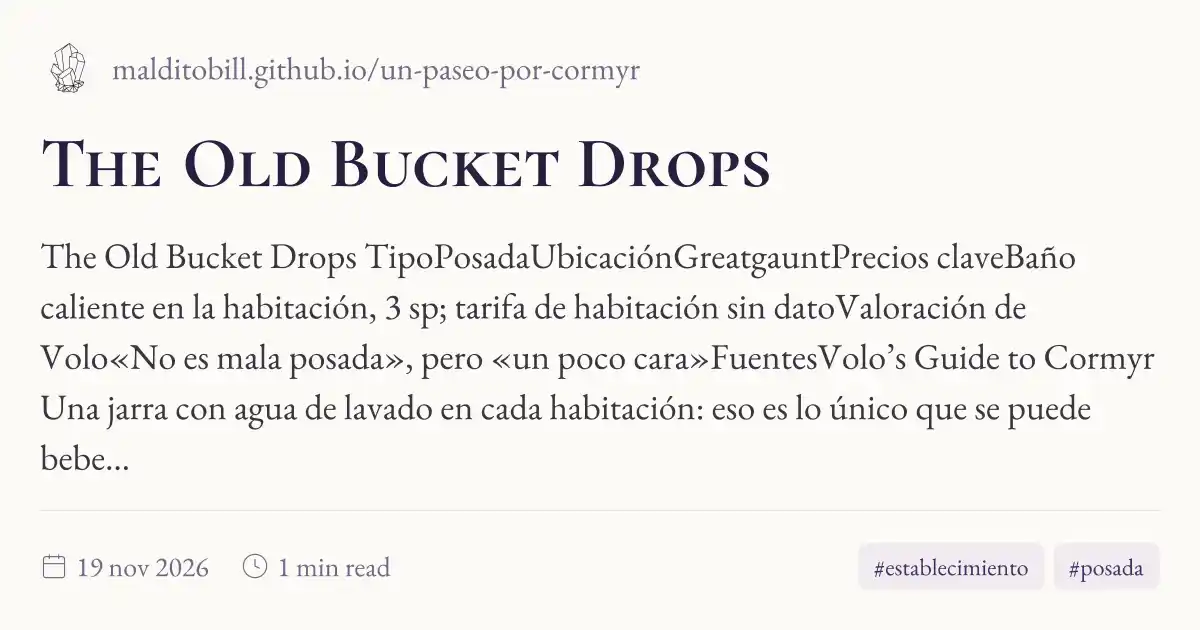 malditobill.github.io/un-paseo-por-cormyr
The Old Bucket Drops
The Old Bucket Drops TipoPosadaUbicaciónGreatgauntPrecios claveBaño
caliente en la habitación, 3 sp; tarifa de habitación sin datoValoración de
Volo«No es mala posada», pero «un poco cara»FuentesVolo’s Guide to Cormyr
Una jarra con agua de lavado en cada habitación: eso es lo único que se puede
bebe...
19 nov 2026 1 min read #establecimiento #posada